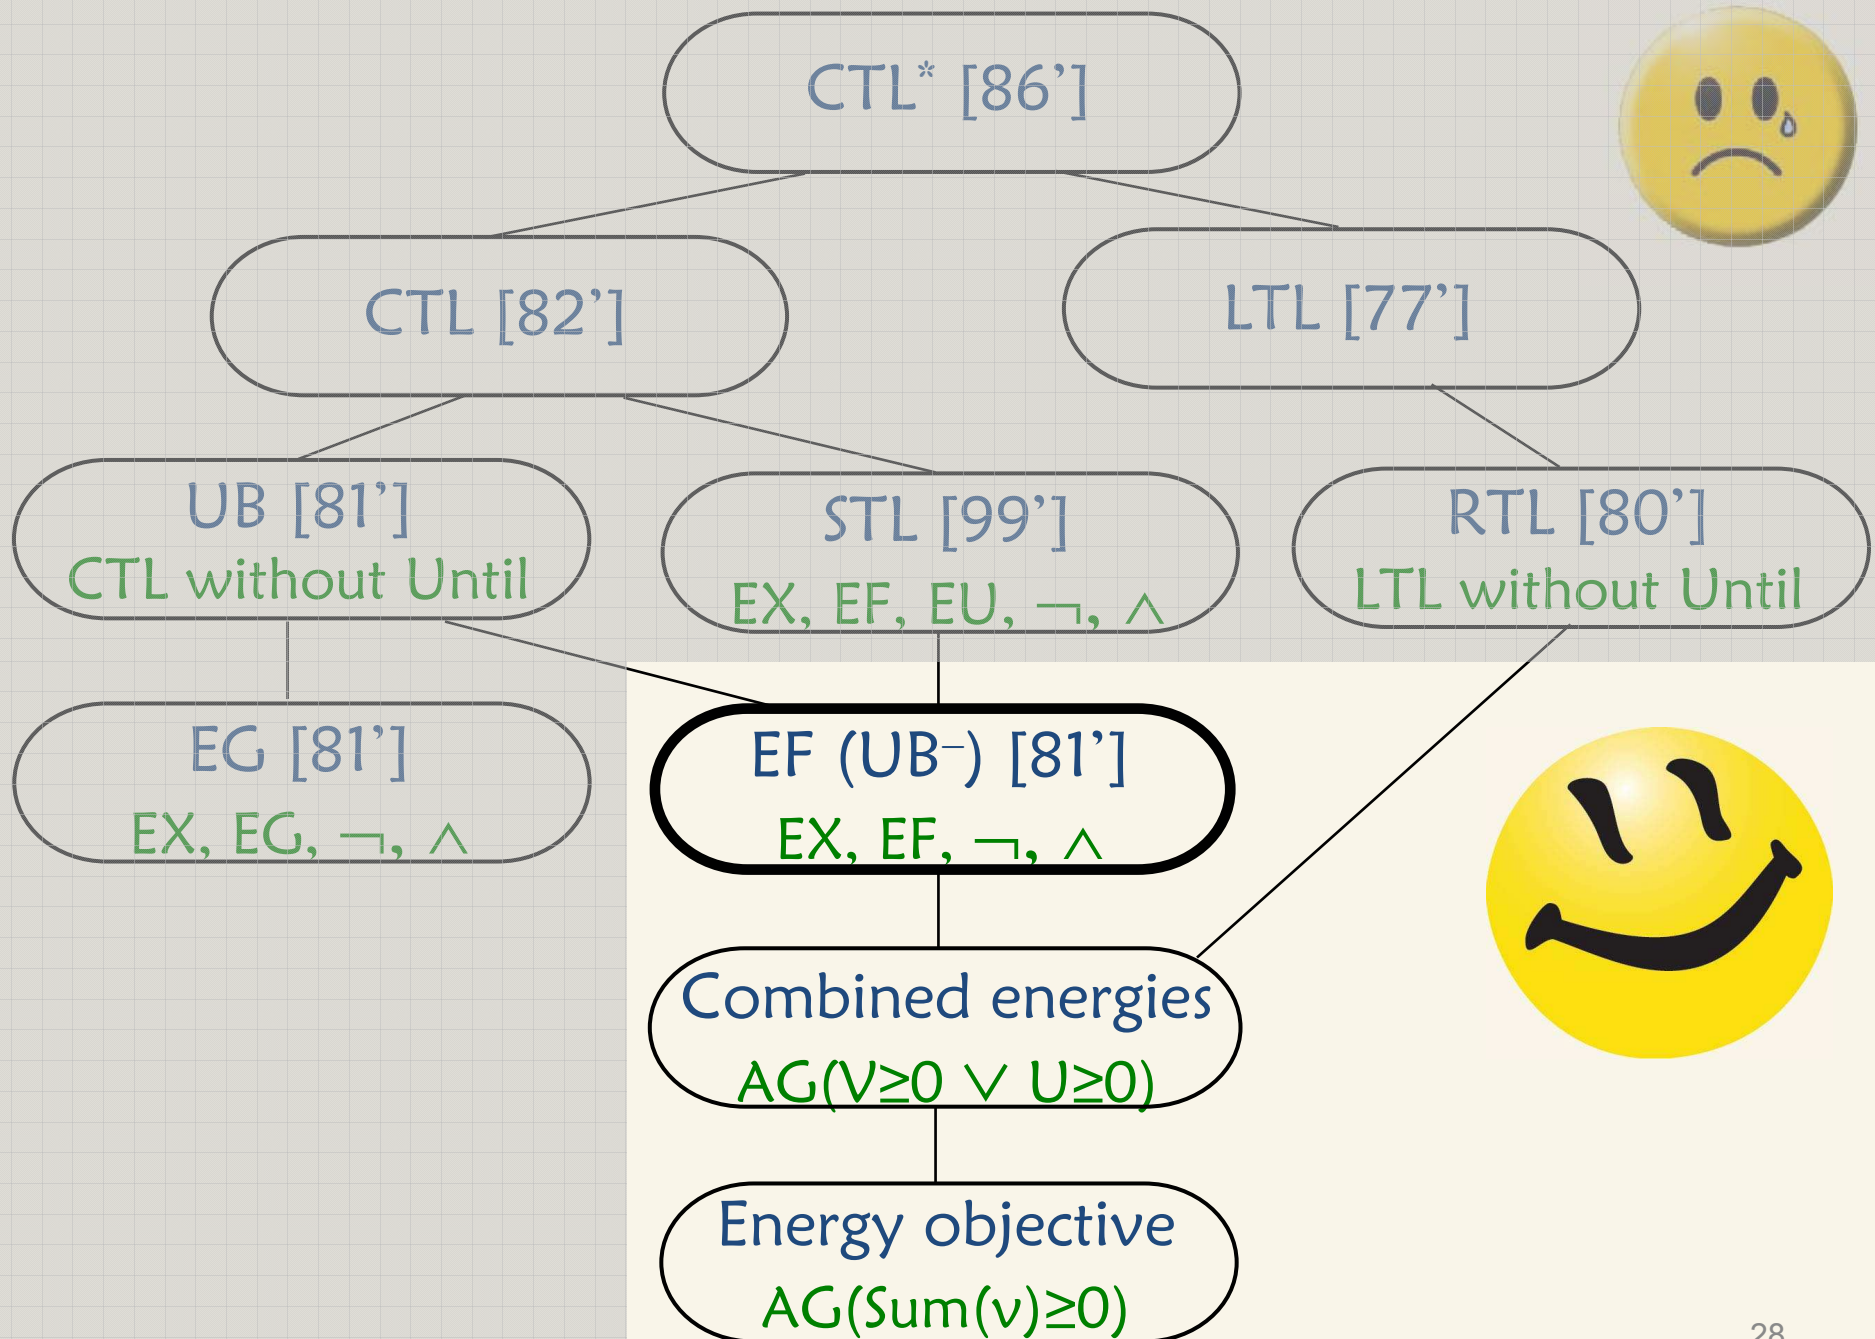 CTL* [86’]
CTL [82’]
LTL [77’]
UB [81’]
CTL without Until
STL [99’]
EX, EF, EU, ¬, ∧
RTL [80’]
LTL without Until
EG [81’]
EX, EG, ¬, ∧
EF (UB⁻) [81’]
EX, EF, ¬, ∧
Combined energies
AG(V≥0 ∨ U≥0)
Energy objective
AG(Sum(v)≥0)
28